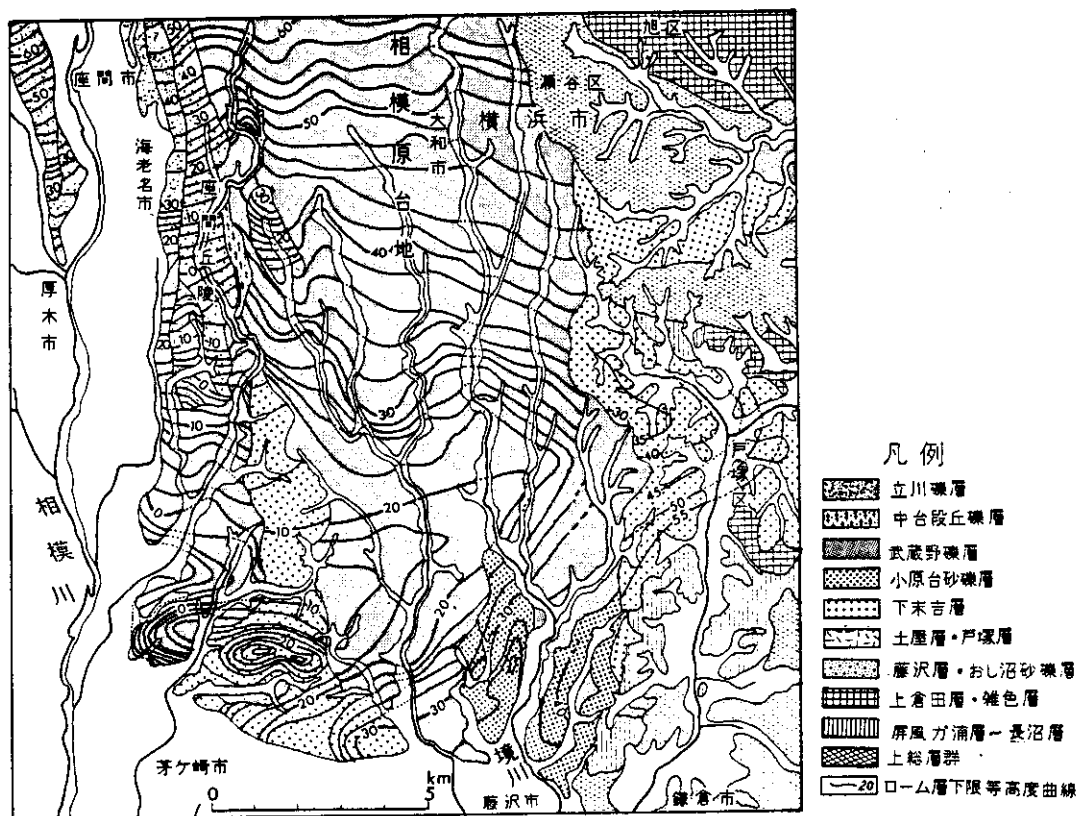 旭区
座間市
相模原台地
瀬谷区
横浜市
大和市
海老名市
座間丘陵
厚木市
戸塚区
相模川
境川
茅ケ崎市
藤沢市
鎌倉市
km
0 5
凡例
立川礫層
中台段丘礫層
武蔵野礫層
小原台砂礫層
下末吉層
土屋層・戸塚層
藤沢層・おし沼砂礫層
上倉田層・雑色層
屏風ガ浦層〜長沼層
上総層群
20 ローム層下限等高度曲線